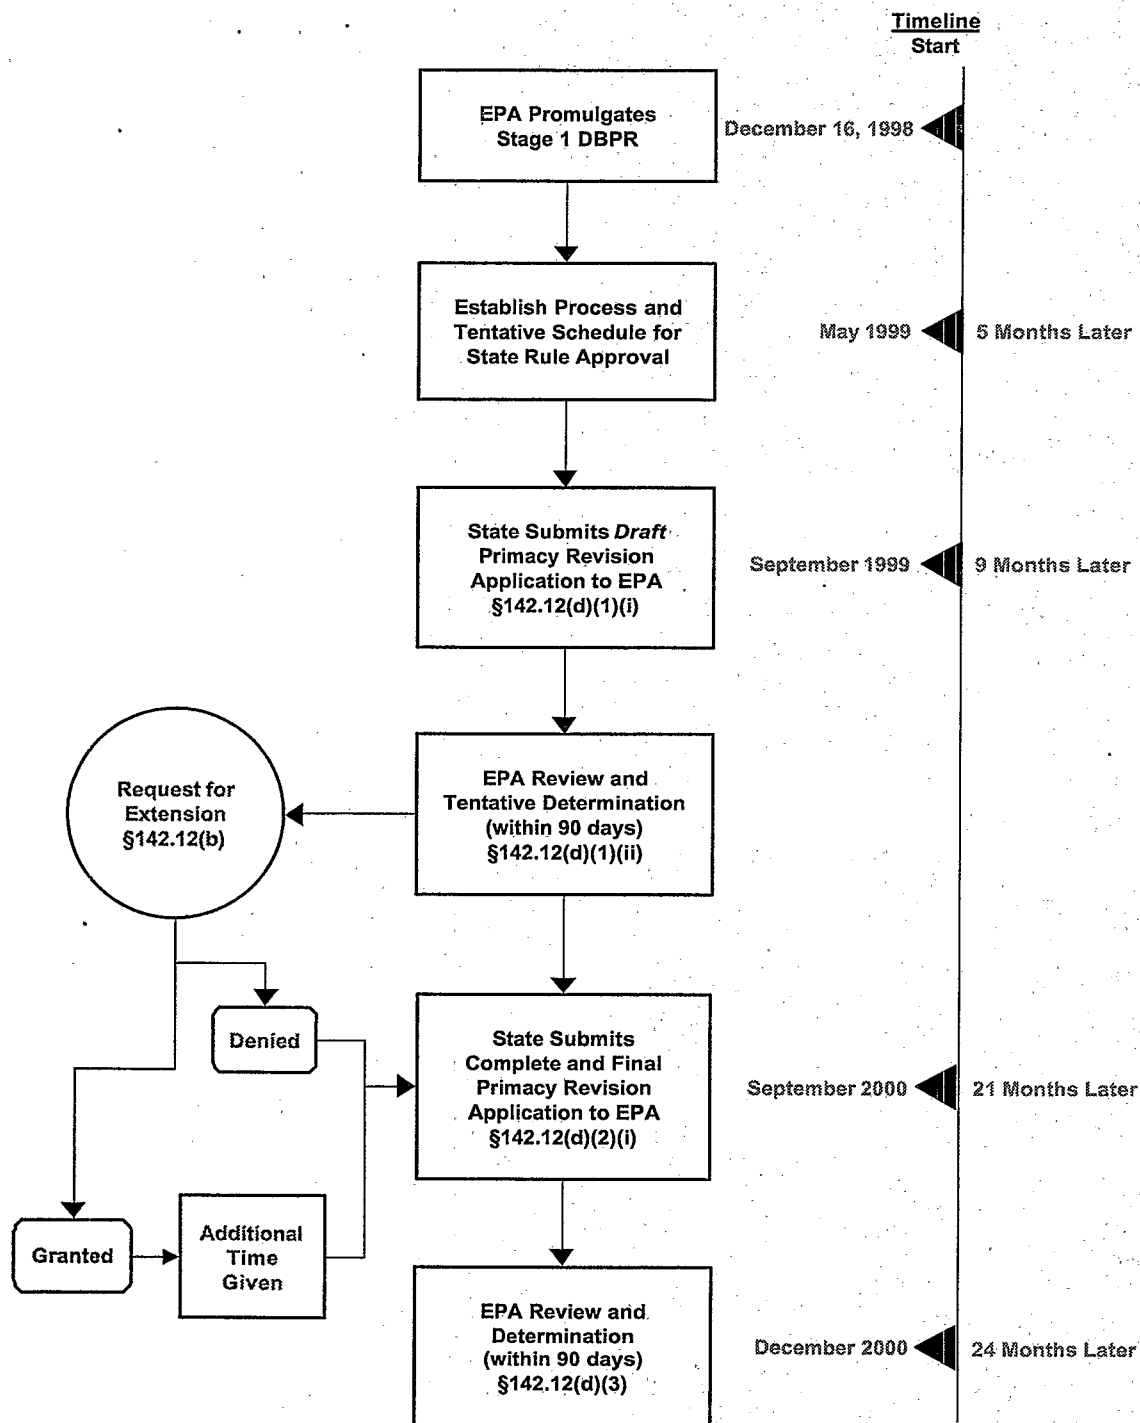 Timeline
Start
EPA Promulgates
Stage 1 DBPR
December 16, 1998
Establish Process and
Tentative Schedule for
State Rule Approval
May 1999
5 Months Later
State Submits Draft
Primacy Revision
Application to EPA
§142.12(d)(1)(i)
September 1999
9 Months Later
EPA Review and
Tentative Determination
(within 90 days)
§142.12(d)(1)(ii)
Request for
Extension
§142.12(b)
Denied
State Submits
Complete and Final
Primacy Revision
Application to EPA
§142.12(d)(2)(i)
September 2000
21 Months Later
Granted
Additional
Time
Given
EPA Review and
Determination
(within 90 days)
§142.12(d)(3)
December 2000
24 Months Later